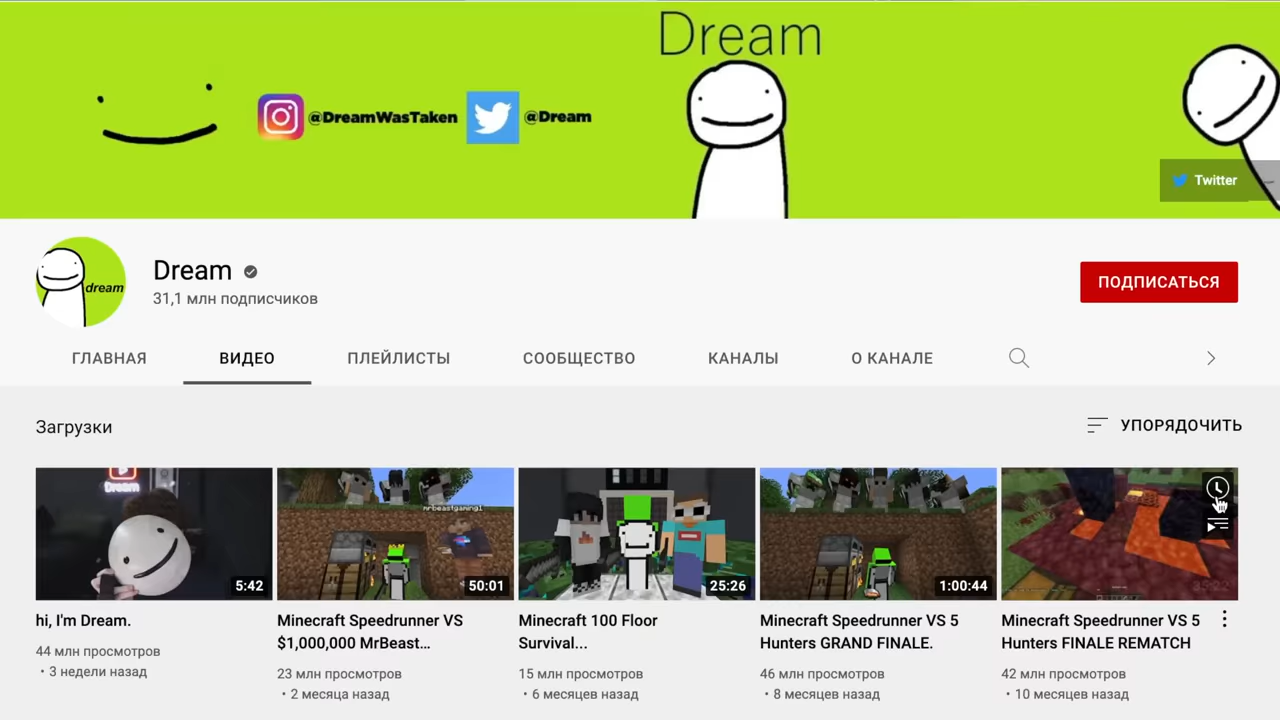 Dream
@DreamWasTaken
@Dream
Twitter
dream
Dream
31,1 млн подписчиков
ПОДПИСАТЬСЯ
ГЛАВНАЯ
ВИДЕО
ПЛЕЙЛИСТЫ
СООБЩЕСТВО
КАНАЛЫ
О КАНАЛЕ
Загрузки
УПОРЯДОЧИТЬ
Dream
5:42
mrbeastgaming1
50:01
25:26
1:00:44
hi, I'm Dream.
44 млн просмотров
• 3 недели назад
Minecraft Speedrunner VS
$1,000,000 MrBeast...
23 млн просмотров
• 2 месяца назад
Minecraft 100 Floor
Survival...
15 млн просмотров
• 6 месяцев назад
Minecraft Speedrunner VS 5
Hunters GRAND FINALE.
46 млн просмотров
• 8 месяцев назад
Minecraft Speedrunner VS 5
Hunters FINALE REMATCH
42 млн просмотров
• 10 месяцев назад